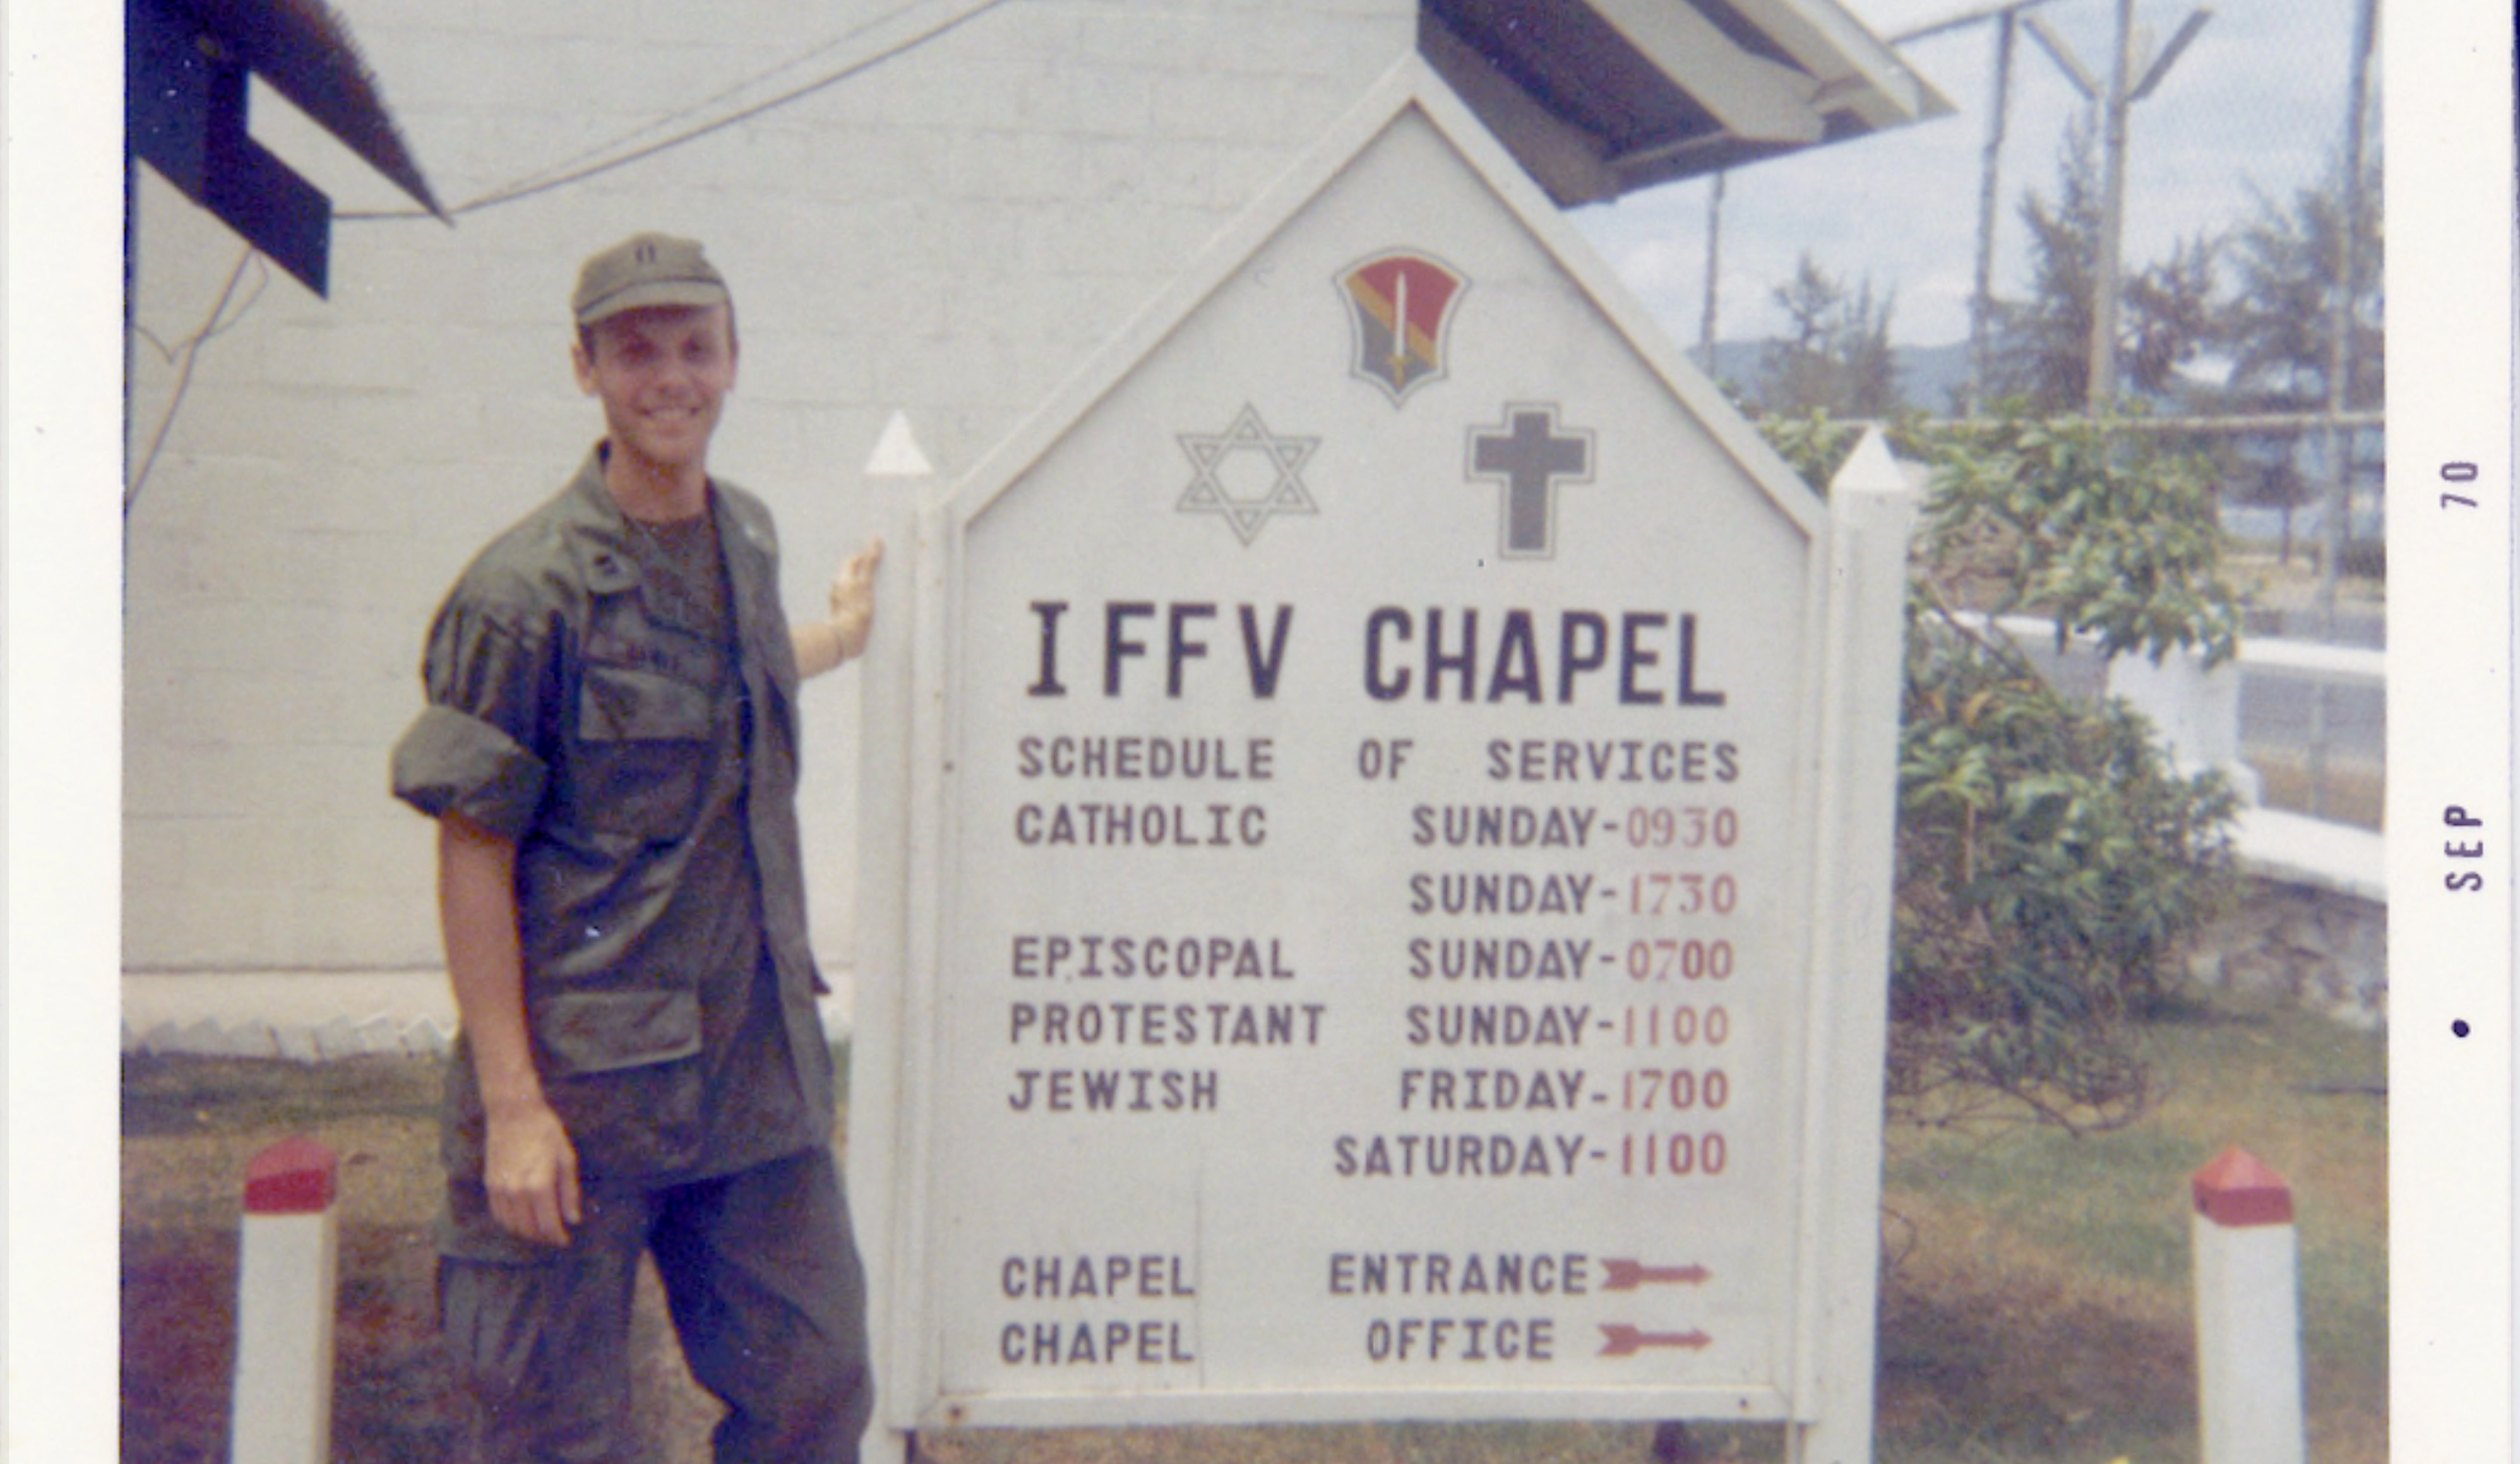 I FFV CHAPEL
SCHEDULE OF SERVICES
CATHOLIC SUNDAY-0930
SUNDAY-1730
EPISCOPAL SUNDAY-0700
PROTESTANT SUNDAY-1100
JEWISH FRIDAY-1700
SATURDAY-1100
CHAPEL ENTRANCE
CHAPEL OFFICE
• SEP 70